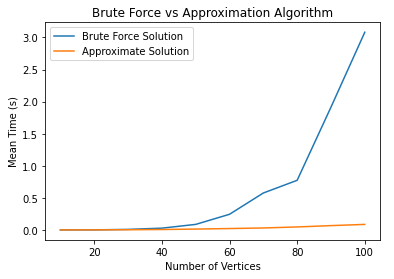 Brute Force vs Approximation Algorithm
Brute Force Solution
Approximate Solution
Mean Time (s)
3.0
2.5
2.0
1.5
1.0
0.5
0.0
20 40 60 80 100
Number of Vertices